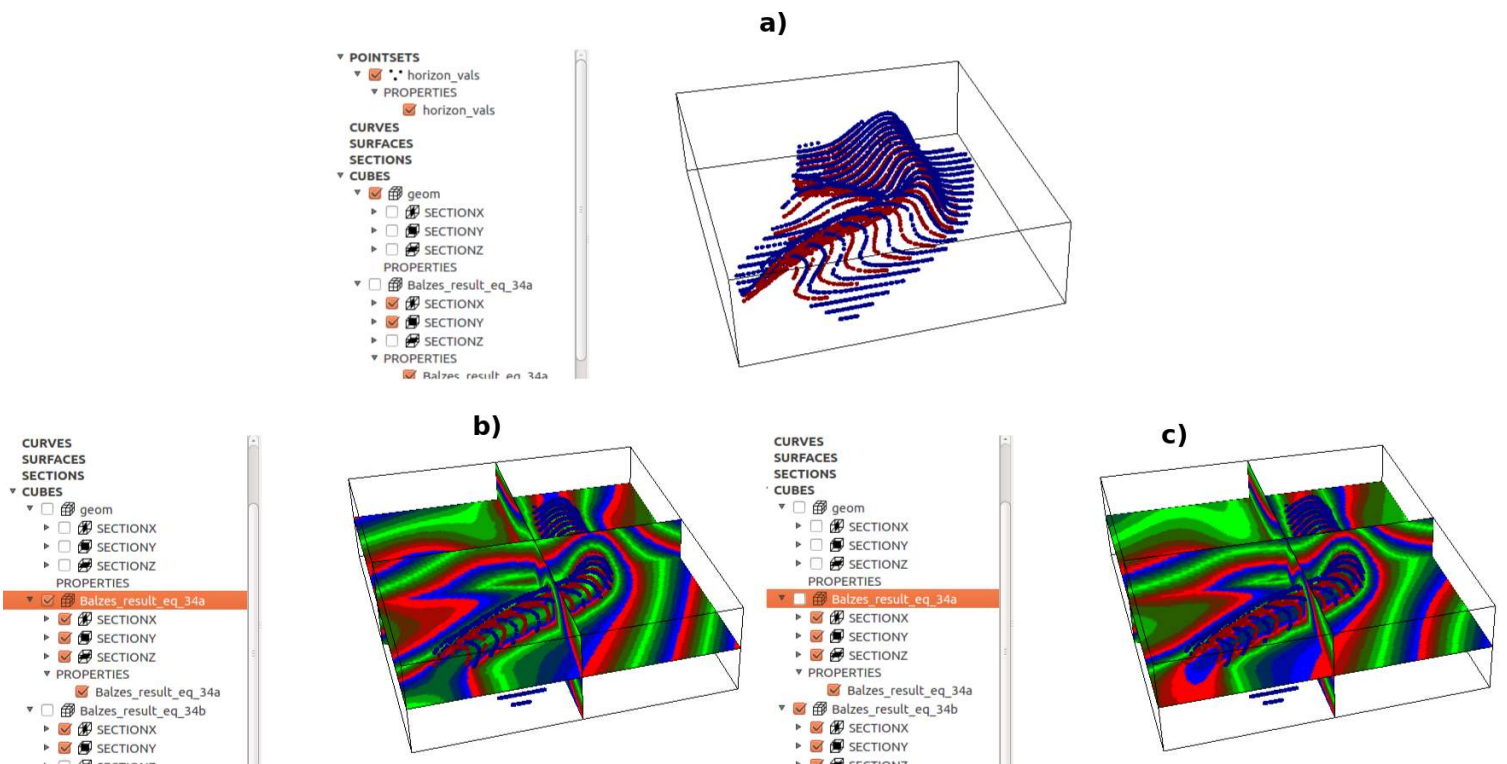 a)
POINTSETS
horizon_vals
PROPERTIES
horizon_vals
CURVES
SURFACES
SECTIONS
CUBES
geom
SECTIONX
SECTIONY
SECTIONZ
PROPERTIES
Balzes_result_eq_34a
SECTIONX
SECTIONY
SECTIONZ
PROPERTIES
Balzes_result_eq_34a
b)
CURVES
SURFACES
SECTIONS
CUBES
geom
SECTIONX
SECTIONY
SECTIONZ
PROPERTIES
Balzes_result_eq_34a
SECTIONX
SECTIONY
SECTIONZ
PROPERTIES
Balzes_result_eq_34a
Balzes_result_eq_34b
SECTIONX
SECTIONY
c)
CURVES
SURFACES
SECTIONS
CUBES
geom
SECTIONX
SECTIONY
SECTIONZ
PROPERTIES
Balzes_result_eq_34a
SECTIONX
SECTIONY
SECTIONZ
PROPERTIES
Balzes_result_eq_34a
Balzes_result_eq_34b
SECTIONX
SECTIONY
SECTIONZ